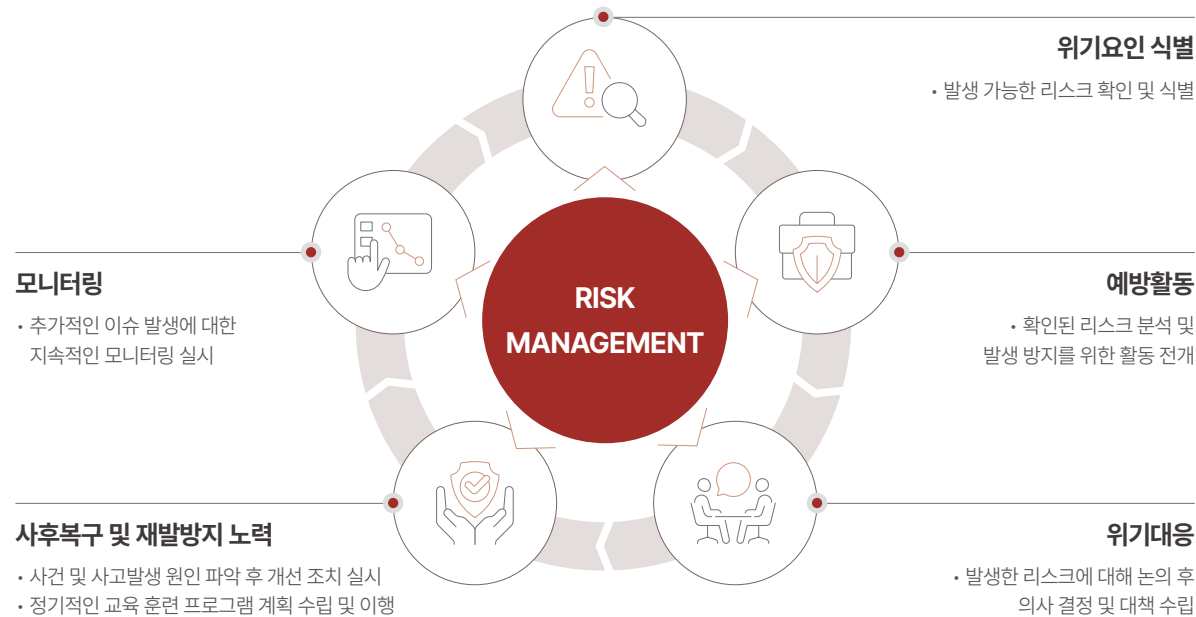 위기요인 식별
• 발생 가능한 리스크 확인 및 식별
RISK
MANAGEMENT
모니터링
• 추가적인 이슈 발생에 대한
지속적인 모니터링 실시
예방활동
• 확인된 리스크 분석 및
발생 방지를 위한 활동 전개
사후복구 및 재발방지 노력
• 사건 및 사고발생 원인 파악 후 개선 조치 실시
• 정기적인 교육 훈련 프로그램 계획 수립 및 이행
위기대응
• 발생한 리스크에 대해 논의 후
의사 결정 및 대책 수립